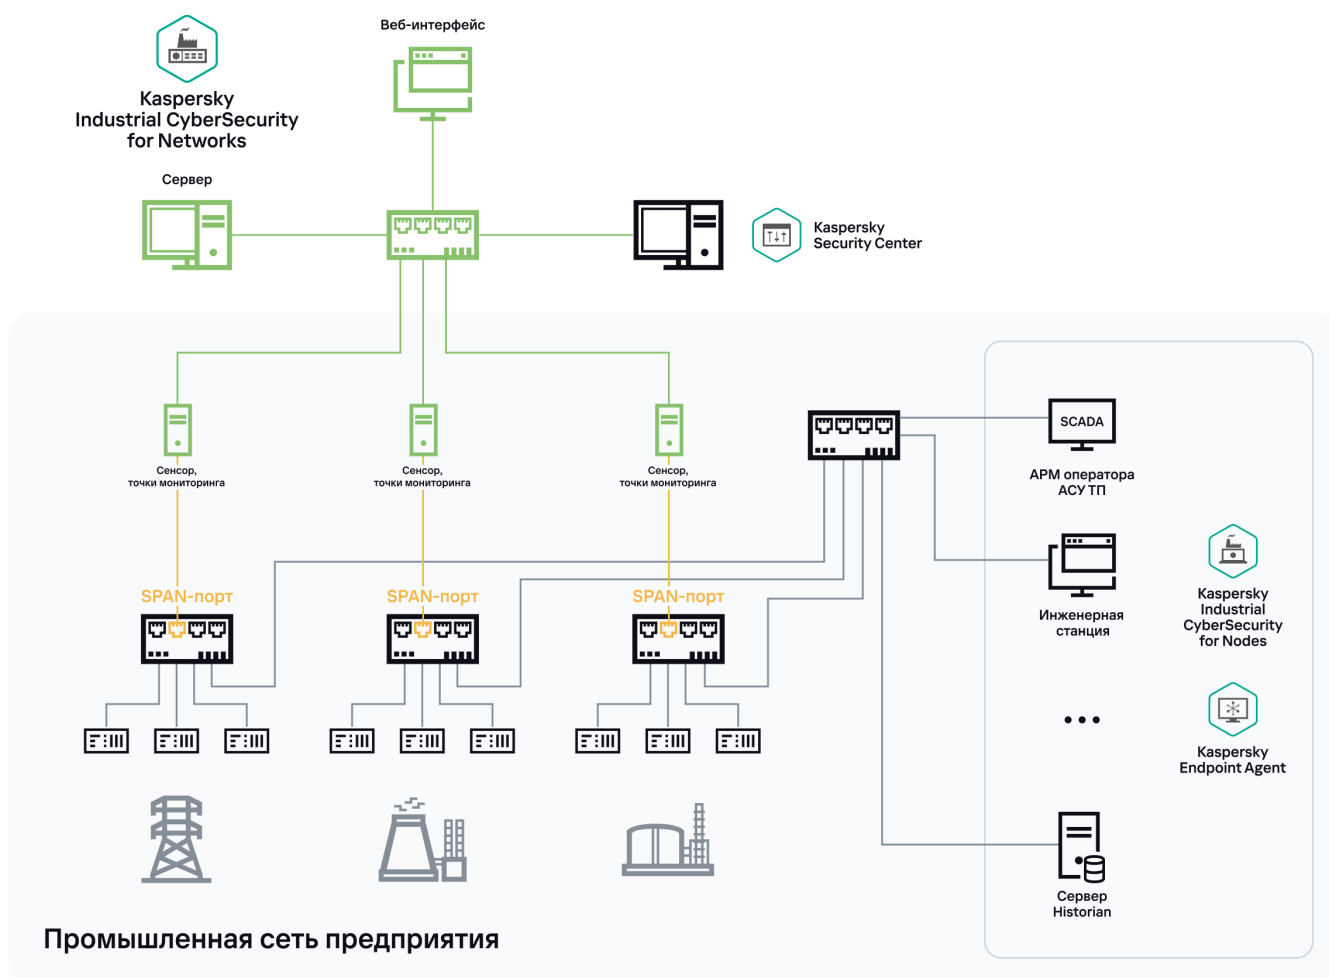 Веб-интерфейс
Kaspersky
Industrial CyberSecurity
for Networks
Сервер
Kaspersky
Security Center
Сенсор,
точки мониторинга
Сенсор,
точки мониторинга
Сенсор,
точки мониторинга
SCADA
АРМ оператора
АСУ ТП
SPAN-порт
SPAN-порт
SPAN-порт
Инженерная
станция
Kaspersky
Industrial
CyberSecurity
for Nodes
Kaspersky
Endpoint Agent
Сервер
Historian
Промышленная сеть предприятия